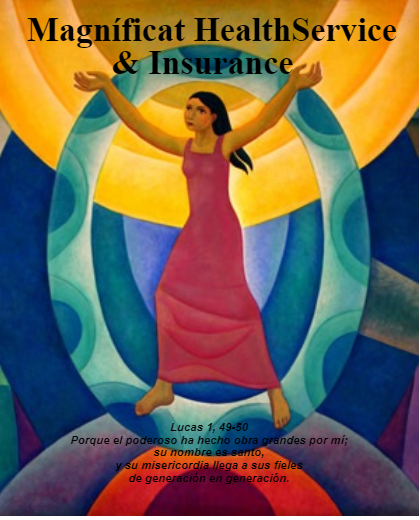 Magníficat HealthService
& Insurance
Lucas 1, 49-50
Porque el poderoso ha hecho obra grandes por mí;
su nombre es santo,
y su misericordia llega a sus fieles
de generación en generación.